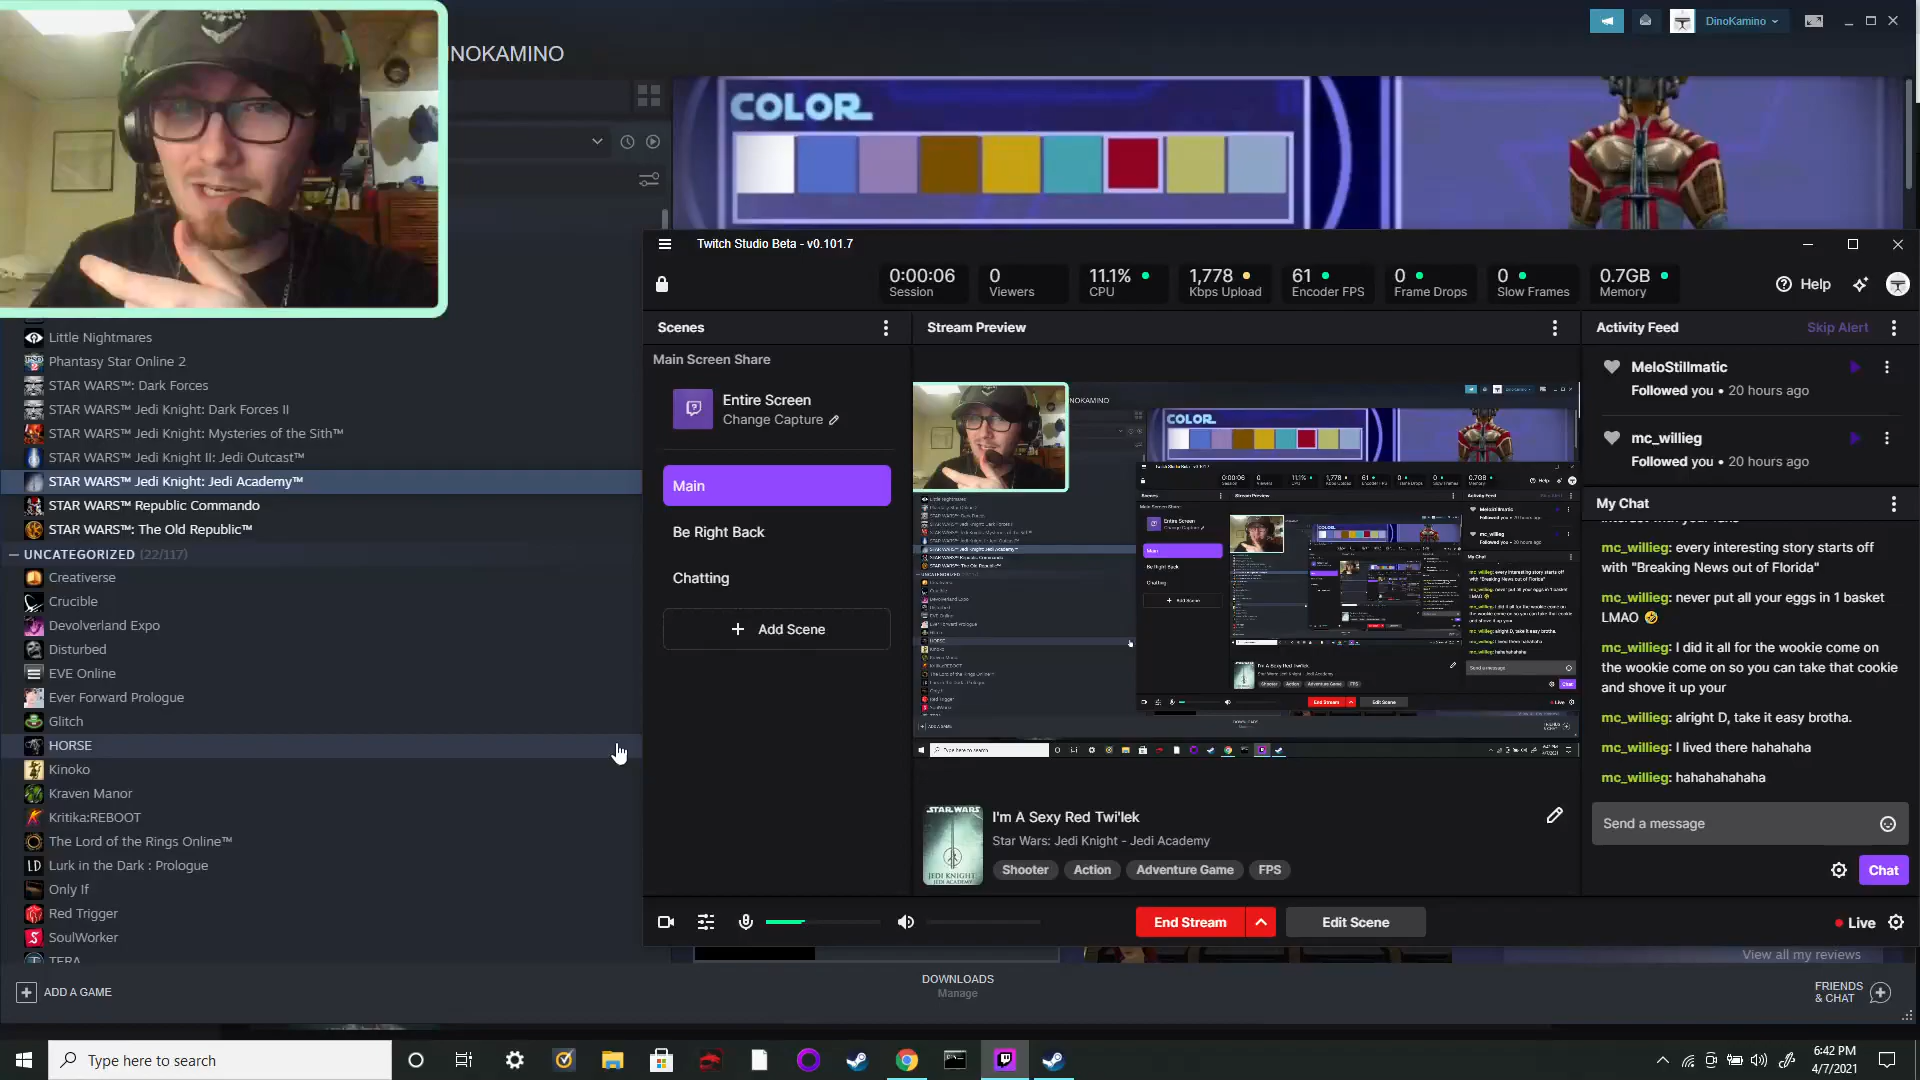 DinoKamino
INOKAMINO
COLOR
Twitch Studio Beta - v0.101.7
0:00:06
Session
0
Viewers
11.1%
CPU
1,778
Kbps Upload
61
Encoder FPS
0
Frame Drops
0
Slow Frames
0.7GB
Memory
Help
Scenes
Stream Preview
Activity Feed
Skip Alert
Main Screen Share
Entire Screen
Change Capture
Main
Be Right Back
Chatting
Add Scene
MeloStillmatic
Followed you • 20 hours ago
mc_willieg
Followed you • 20 hours ago
My Chat
mc_willieg: every interesting story starts off
with "Breaking News out of Florida"
mc_willieg: never put all your eggs in 1 basket
LMAO 🤣
mc_willieg: I did it all for the wookie come on
the wookie come on so you can take that cookie
and shove it up your
mc_willieg: alright D, take it easy brotha.
mc_willieg: I lived there hahahaha
mc_willieg: hahahahahaha
Send a message
Chat
Little Nightmares
Phantasy Star Online 2
STAR WARS™: Dark Forces
STAR WARS™ Jedi Knight: Dark Forces II
STAR WARS™ Jedi Knight: Mysteries of the Sith™
STAR WARS™ Jedi Knight II: Jedi Outcast™
STAR WARS™ Jedi Knight: Jedi Academy™
STAR WARS™ Republic Commando
STAR WARS™: The Old Republic™
UNCATEGORIZED (22/117)
Creativerse
Crucible
Devolverland Expo
Disturbed
EVE Online
Ever Forward Prologue
Glitch
HORSE
Kinoko
Kraven Manor
Kritika:REBOOT
The Lord of the Rings Online™
Lurk in the Dark : Prologue
Only If
Red Trigger
SoulWorker
TERA
STAR WARS
JEDI KNIGHT
JEDI ACADEMY
I'm A Sexy Red Twi'lek
Star Wars: Jedi Knight - Jedi Academy
Shooter
Action
Adventure Game
FPS
End Stream
Edit Scene
Live
View all my reviews
ADD A GAME
DOWNLOADS
Manage
FRIENDS
& CHAT
Type here to search
6:42 PM
4/7/2021